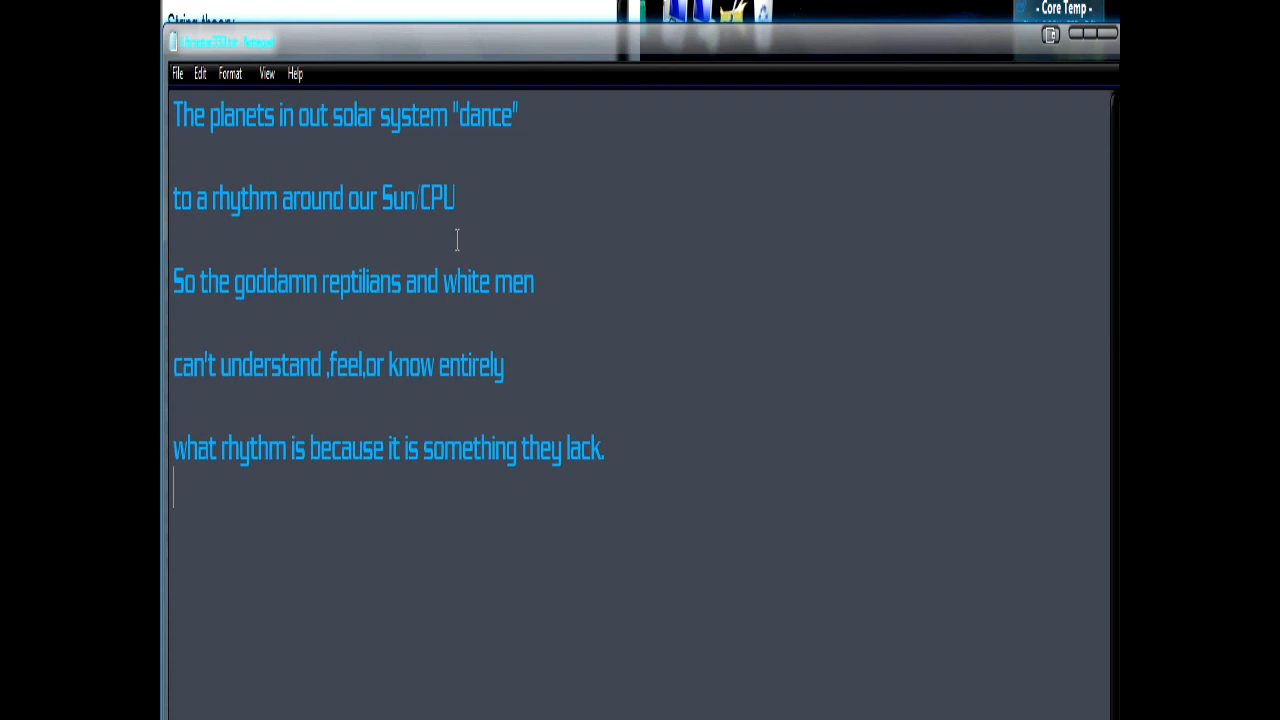 - Core Temp -
File Edit Format View Help
The planets in out solar system "dance"
to a rhythm around our Sun/CPU
So the goddamn reptilians and white men
can't understand ,feel,or know entirely
what rhythm is because it is something they lack.